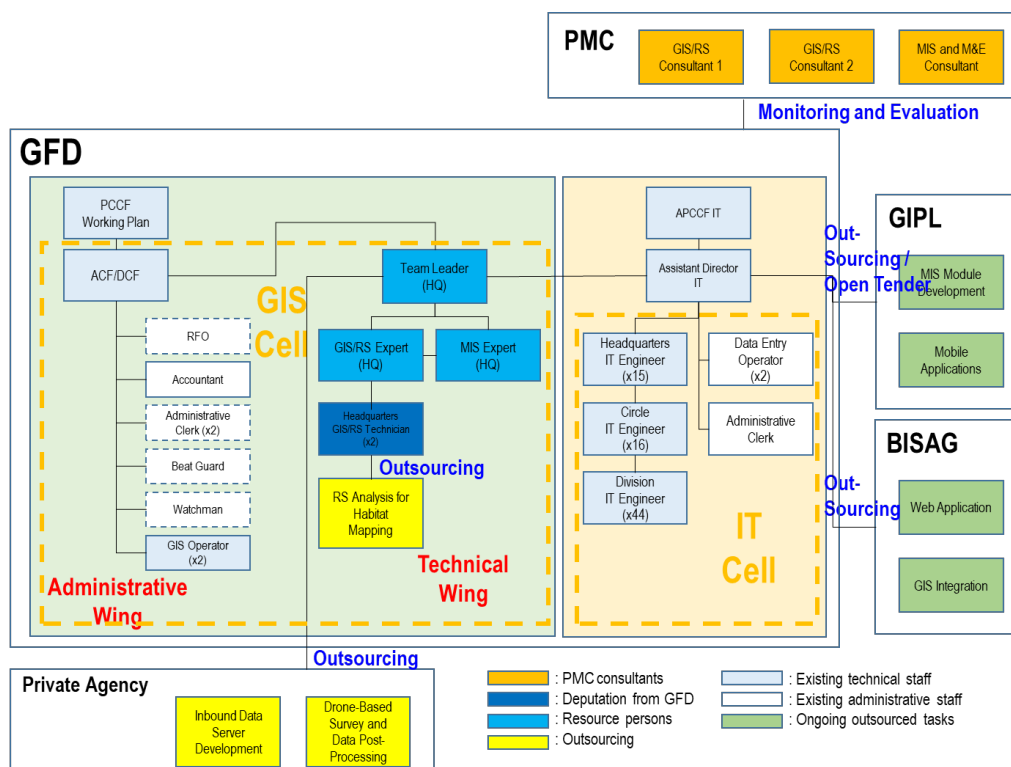 PMC
GIS/RS
Consultant 1
GIS/RS
Consultant 2
MIS and M&E
Consultant
Monitoring and Evaluation
GFD
PCCF
Working Plan
ACF/DCF
GIS
Cell
RFO
Accountant
Administrative
Clerk (x2)
Beat Guard
Watchman
GIS Operator
(x2)
Administrative
Wing
Team Leader
(HQ)
GIS/RS Expert
(HQ)
MIS Expert
(HQ)
Headquarters
GIS/RS Technician
(x2)
Outsourcing
RS Analysis for
Habitat
Mapping
Technical
Wing
APCCF IT
Assistant Director
IT
Headquarters
IT Engineer
(x15)
Data Entry
Operator
(x2)
Circle
IT Engineer
(x16)
Administrative
Clerk
Division
IT Engineer
(x44)
IT
Cell
Out-
Sourcing /
Open Tender
GIPL
MIS Module
Development
Mobile
Applications
Out-
Sourcing
BISAG
Web Application
GIS Integration
Outsourcing
Private Agency
Inbound Data
Server
Development
Drone-Based
Survey and
Data Post-
Processing
: PMC consultants
: Deputation from GFD
: Resource persons
: Outsourcing
: Existing technical staff
: Existing administrative staff
: Ongoing outsourced tasks